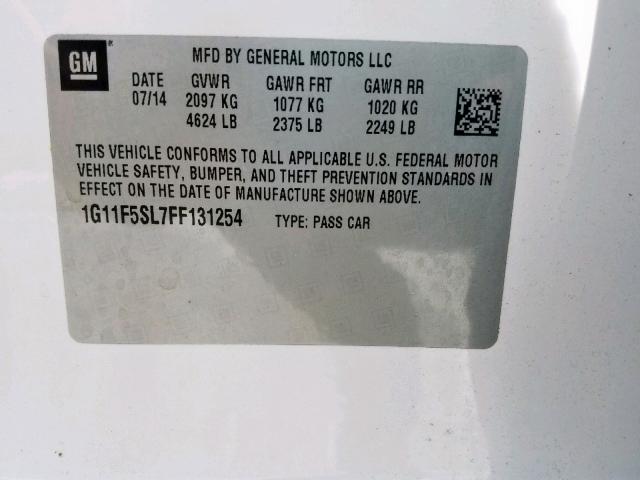 GM
MFD BY GENERAL MOTORS LLC
DATE GVWR GAWR FRT GAWR RR
07/14 2097 KG 1077 KG 1020 KG
4624 LB 2375 LB 2249 LB
THIS VEHICLE CONFORMS TO ALL APPLICABLE U.S. FEDERAL MOTOR
VEHICLE SAFETY, BUMPER, AND THEFT PREVENTION STANDARDS IN
EFFECT ON THE DATE OF MANUFACTURE SHOWN ABOVE.
1G11F5SL7FF131254 TYPE: PASS CAR